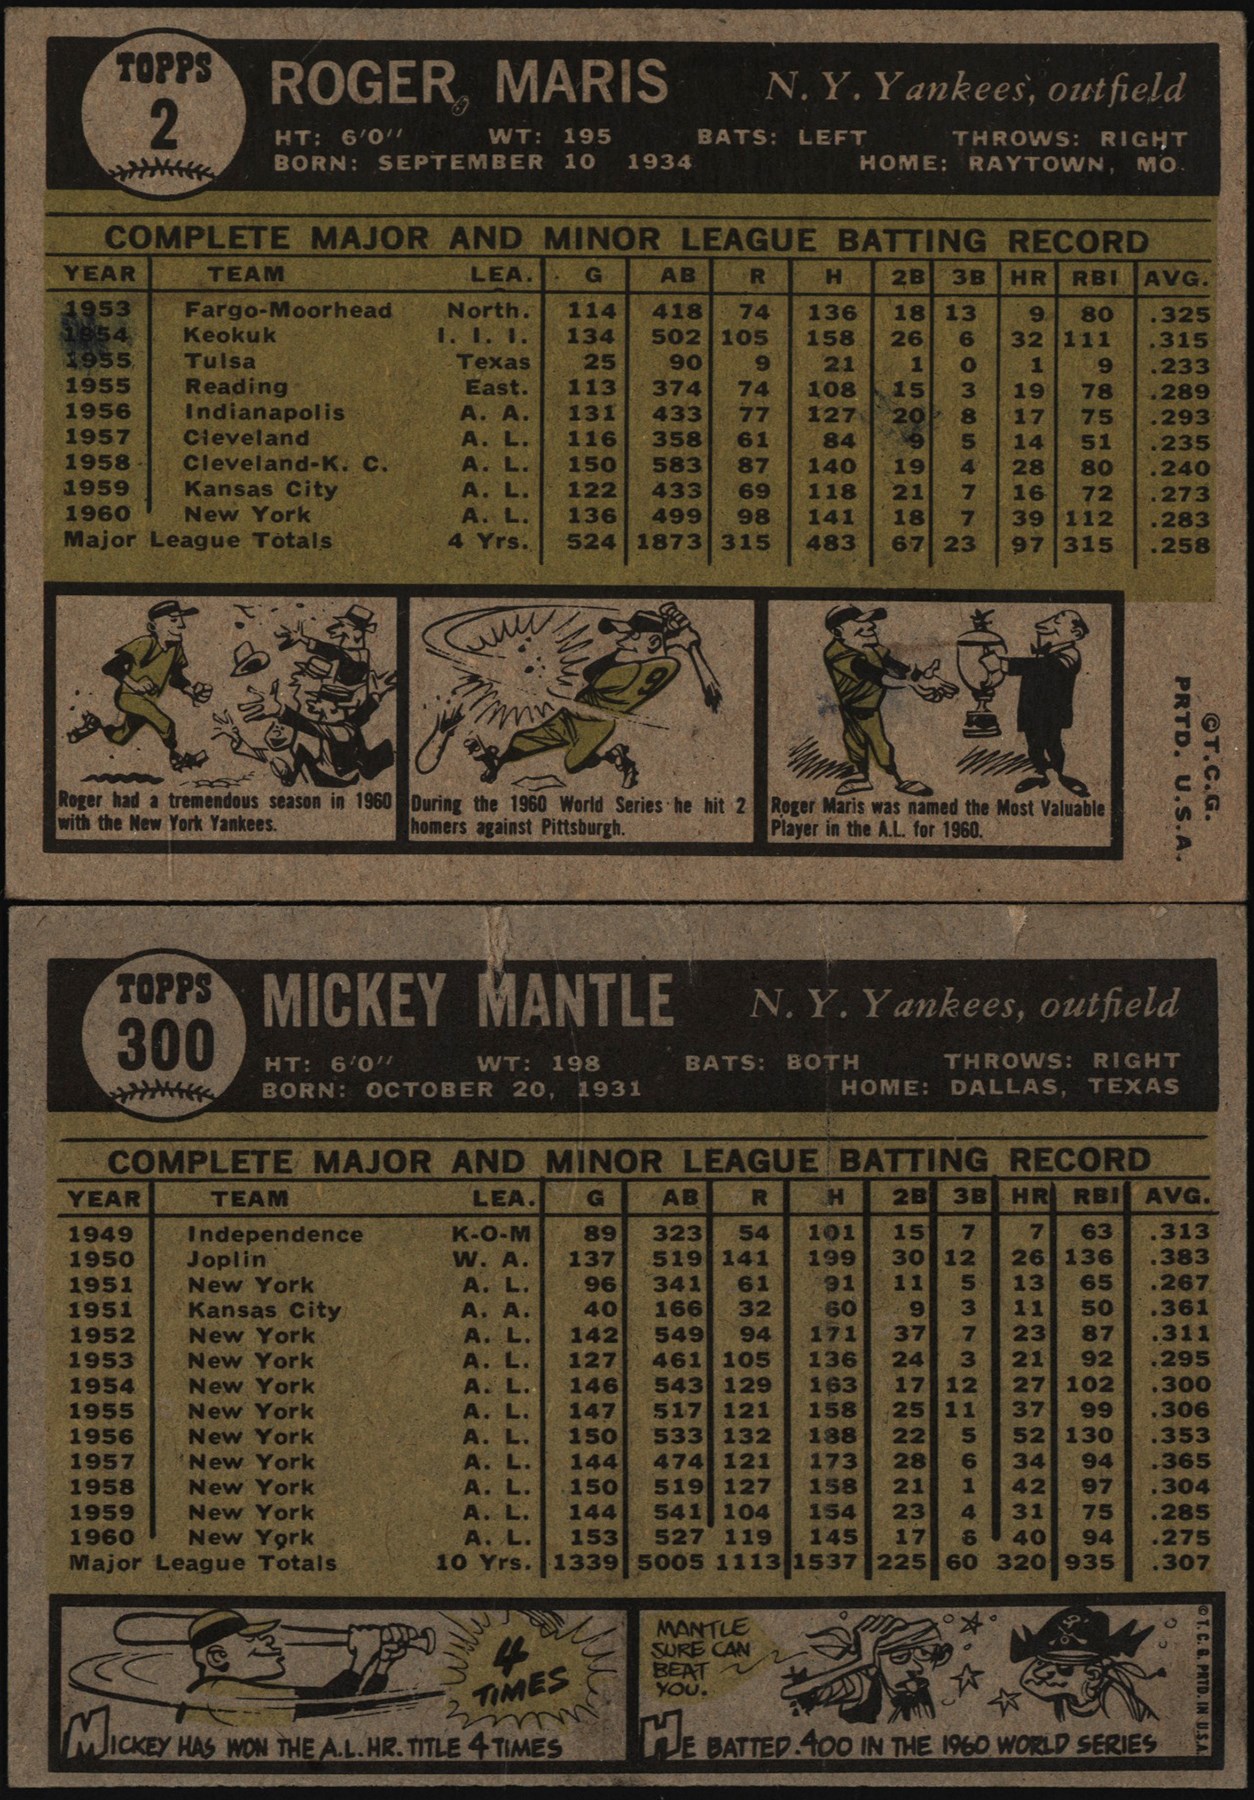 TOPPS
2
ROGER MARIS N. Y. Yankees, outfield
HT: 6'0'' WT: 195 BATS: LEFT THROWS: RIGHT
BORN: SEPTEMBER 10 1934 HOME: RAYTOWN, MO.
COMPLETE MAJOR AND MINOR LEAGUE BATTING RECORD
YEAR TEAM LEA. G AB R H 2B 3B HR RBI AVG.
1953 Fargo-Moorhead North. 114 418 74 136 18 13 9 80 .325
1954 Keokuk I. I. I. 134 502 105 158 26 6 32 111 .315
1955 Tulsa Texas 25 90 9 21 1 0 1 9 .233
1955 Reading East. 113 374 74 108 15 3 19 78 .289
1956 Indianapolis A. A. 131 433 77 127 20 8 17 75 .293
1957 Cleveland A. L. 116 358 61 84 9 5 14 51 .235
1958 Cleveland-K. C. A. L. 150 583 87 140 19 4 28 80 .240
1959 Kansas City A. L. 122 433 69 118 21 7 16 72 .273
1960 New York A. L. 136 499 98 141 18 7 39 112 .283
Major League Totals 4 Yrs. 524 1873 315 483 67 23 97 315 .258
9
Roger had a tremendous season in 1960
with the New York Yankees.
During the 1960 World Series he hit 2
homers against Pittsburgh.
Roger Maris was named the Most Valuable
Player in the A.L. for 1960.
©T.C.G.
PRTD. U.S.A.
TOPPS
300
MICKEY MANTLE N. Y. Yankees, outfield
HT: 6'0'' WT: 198 BATS: BOTH THROWS: RIGHT
BORN: OCTOBER 20, 1931 HOME: DALLAS, TEXAS
COMPLETE MAJOR AND MINOR LEAGUE BATTING RECORD
YEAR TEAM LEA. G AB R H 2B 3B HR RBI AVG.
1949 Independence K-O-M 89 323 54 101 15 7 7 63 .313
1950 Joplin W. A. 137 519 141 199 30 12 26 136 .383
1951 New York A. L. 96 341 61 91 11 5 13 65 .267
1951 Kansas City A. A. 40 166 32 60 9 3 11 50 .361
1952 New York A. L. 142 549 94 171 37 7 23 87 .311
1953 New York A. L. 127 461 105 136 24 3 21 92 .295
1954 New York A. L. 146 543 129 163 17 12 27 102 .300
1955 New York A. L. 147 517 121 158 25 11 37 99 .306
1956 New York A. L. 150 533 132 188 22 5 52 130 .353
1957 New York A. L. 144 474 121 173 28 6 34 94 .365
1958 New York A. L. 150 519 127 158 21 1 42 97 .304
1959 New York A. L. 144 541 104 154 23 4 31 75 .285
1960 New York A. L. 153 527 119 145 17 6 40 94 .275
Major League Totals 10 Yrs. 1339 5005 1113 1537 225 60 320 935 .307
4
TIMES
MICKEY HAS WON THE A.L. HR. TITLE 4 TIMES
MANTLE
SURE CAN
BEAT
YOU.
HE BATTED .400 IN THE 1960 WORLD SERIES
© T. C. G. PRTD. IN U.S.A.